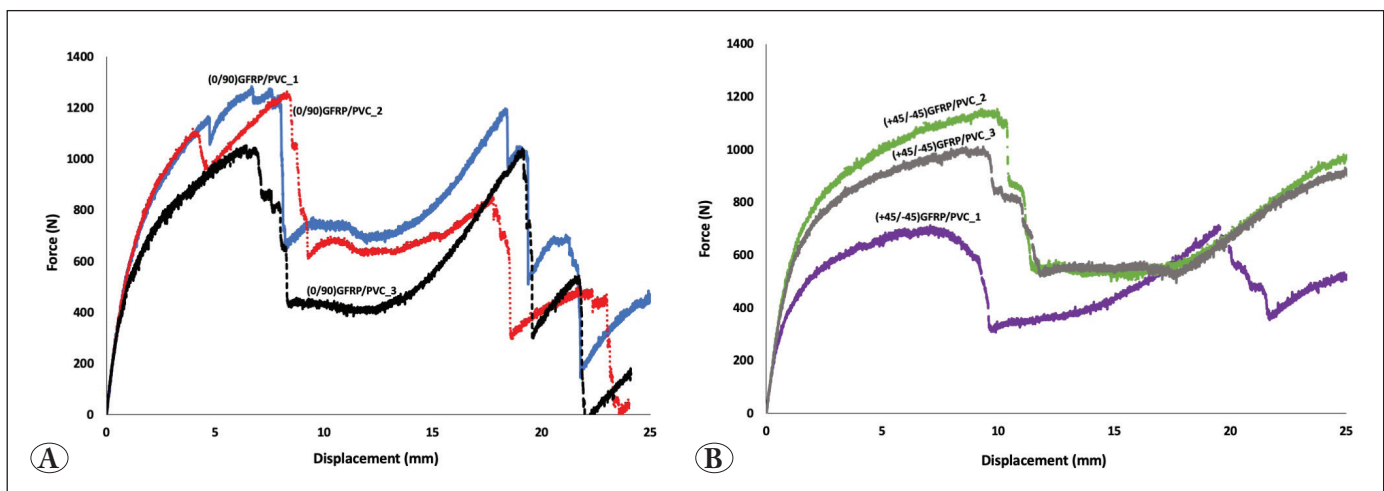 1400
1200
1000
800
600
400
200
0
Force (N)
(0/90)GFRP/PVC_1
(0/90)GFRP/PVC_2
(0/90)GFRP/PVC_3
0 5 10 15 20 25
Displacement (mm)
A
1400
1200
1000
800
600
400
200
0
Force (N)
(+45/-45)GFRP/PVC_2
(+45/-45)GFRP/PVC_3
(+45/-45)GFRP/PVC_1
0 5 10 15 20 25
Displacement (mm)
B